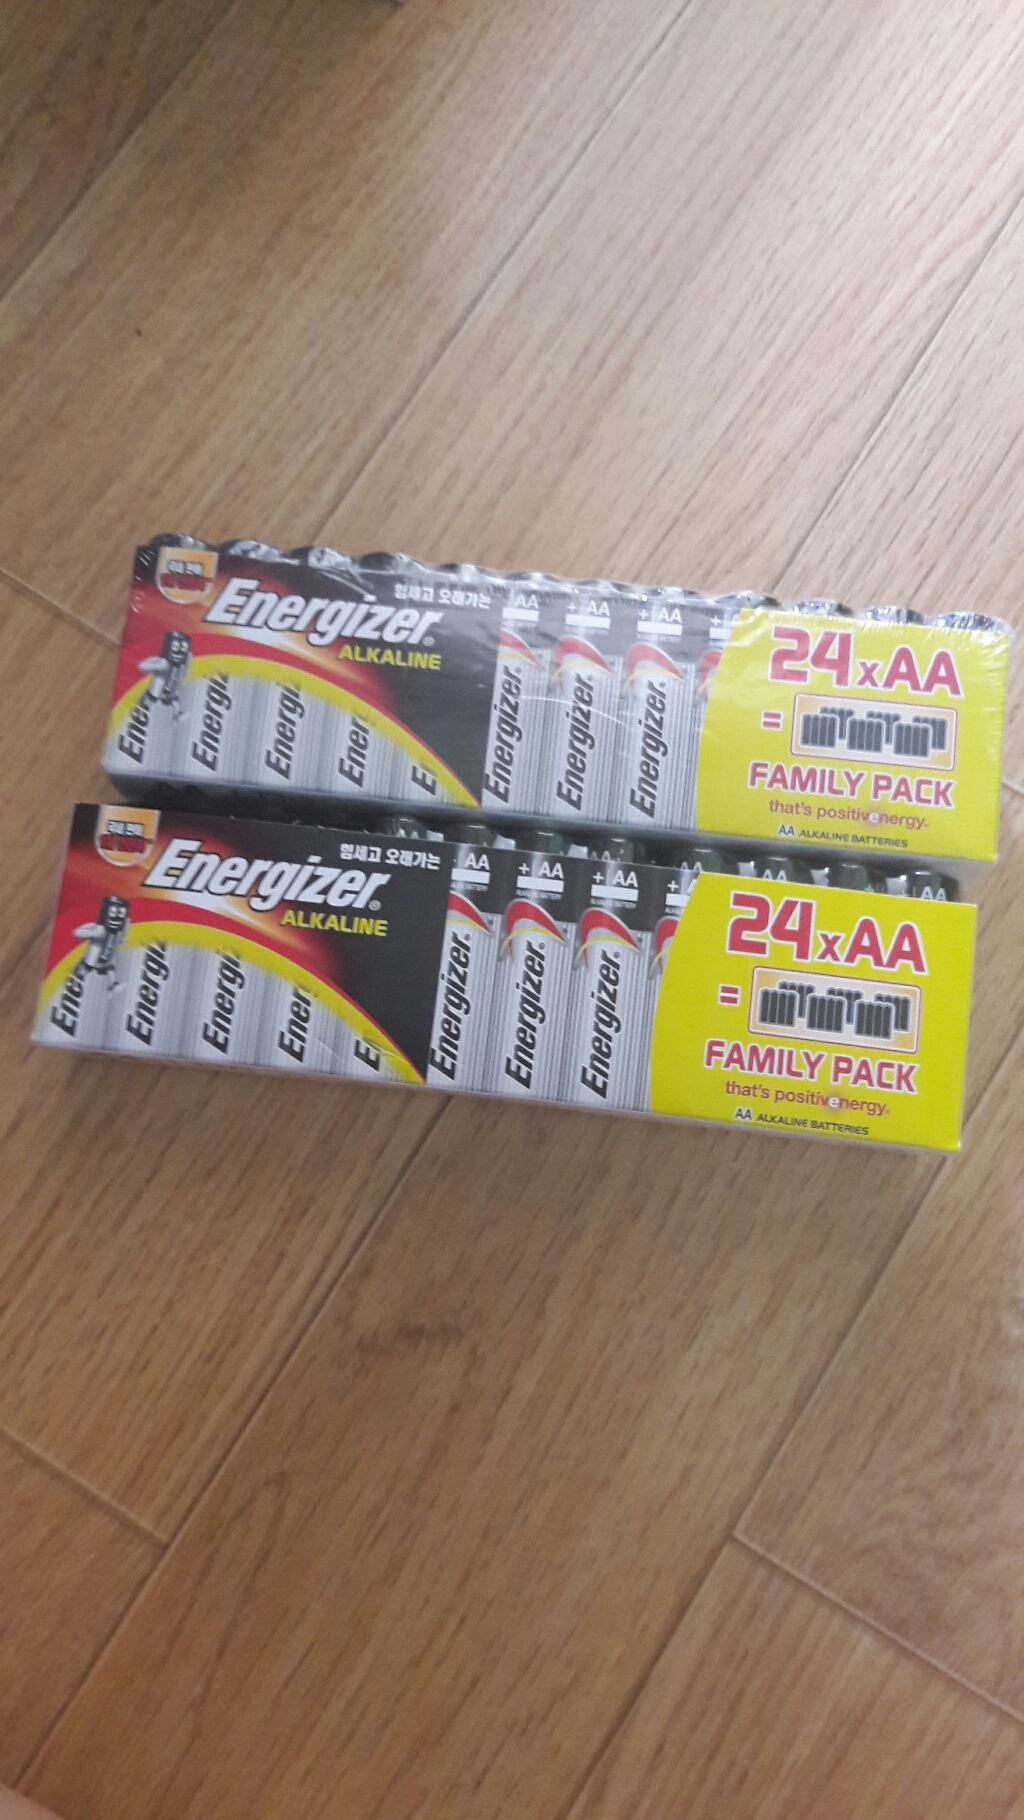 힘세고 오래가는
Energizer
ALKALINE
Energizer
Energizer
Energizer
AA
+ AA
+ AA
24xAA
=
FAMILY PACK
that's positivenergy
AA ALKALINE BATTERIES
힘세고 오래가는
Energizer
ALKALINE
Energizer
Energizer
Energizer
AA
+ AA
+ AA
24xAA
=
FAMILY PACK
that's positivenergy
AA ALKALINE BATTERIES